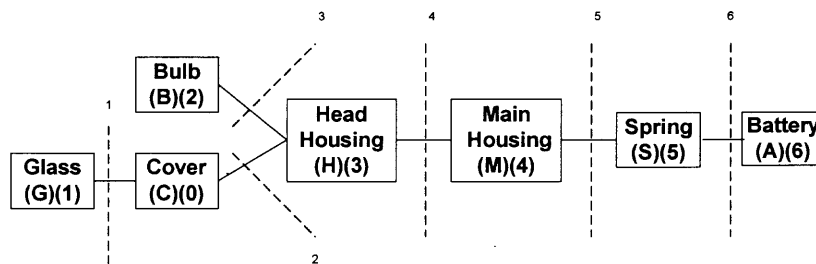 3
4
5
6
Bulb
(B)(2)
1
Head
Housing
(H)(3)
Main
Housing
(M)(4)
Spring
(S)(5)
Battery
(A)(6)
Glass
(G)(1)
Cover
(C)(0)
2